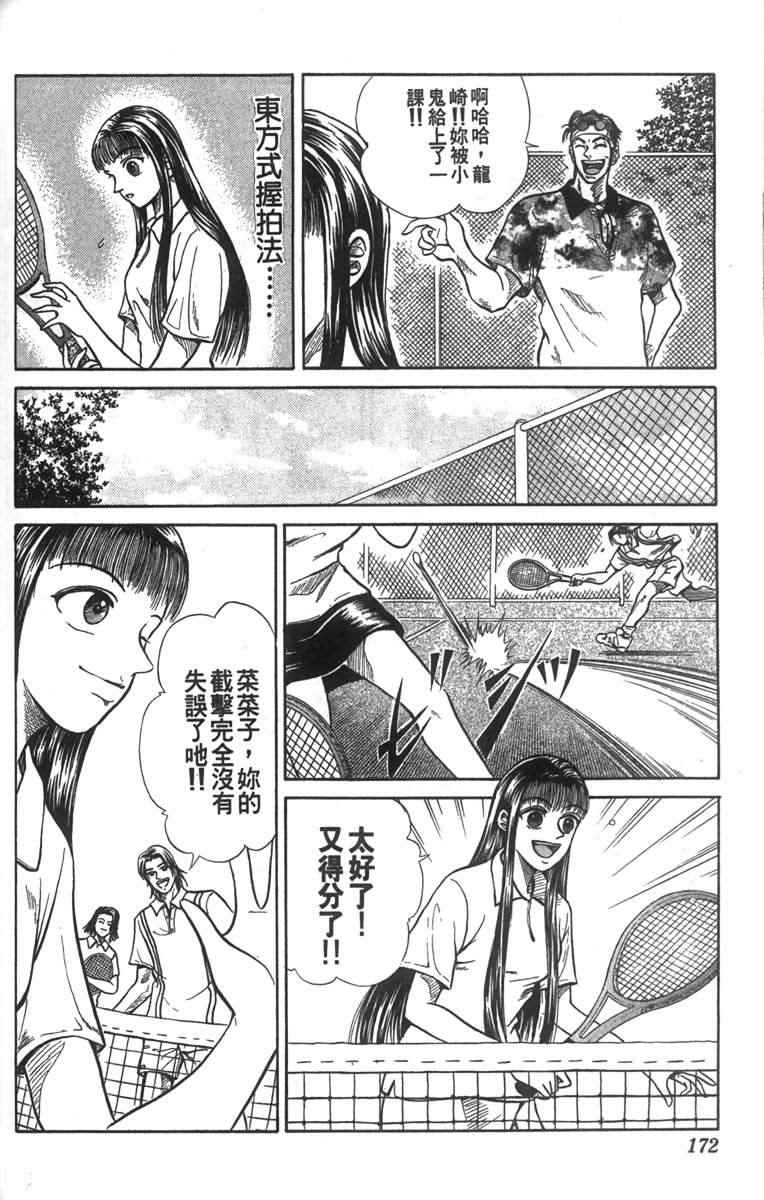 啊哈哈，龍
崎!!妳被小
鬼給上了一
課!!
東方式握拍法……
太好了！
又得分了!!
菜菜子，妳的
截擊完全沒有
失誤了吔!!
172